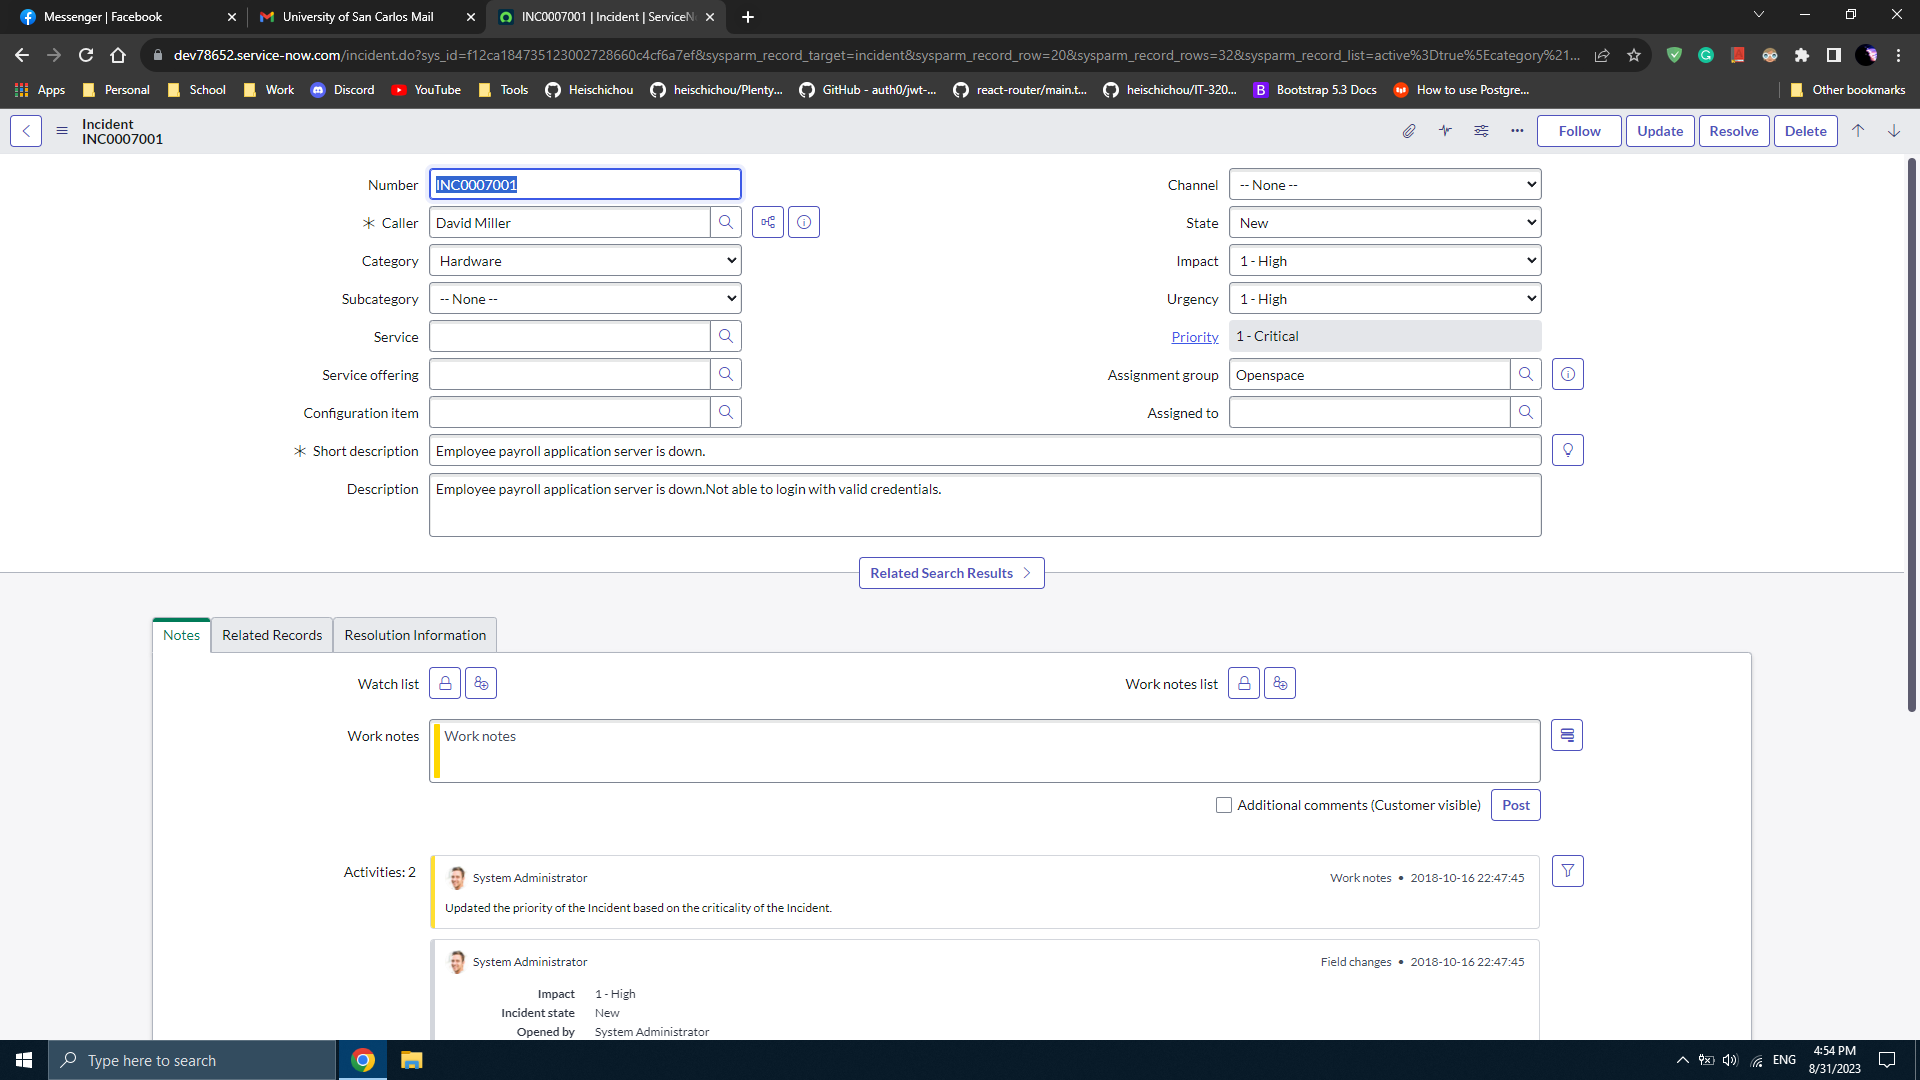 Messenger | Facebook
University of San Carlos Mail
INC0007001 | Incident | ServiceN
dev78652.service-now.com/incident.do?sys_id=f12ca184735123002728660c4cf6a7ef&sysparm_record_target=incident&sysparm_record_row=20&sysparm_record_rows=32&sysparm_record_list=active%3Dtrue%5Ecategory%21...
Apps Personal School Work Discord YouTube Tools Heischichou heischichou/Plenty... GitHub - auth0/jwt-... react-router/main.t... heischichou/IT-320... Bootstrap 5.3 Docs How to use Postgre... Other bookmarks
Incident
INC0007001
Follow Update Resolve Delete
Number INC0007001
Channel -- None --
Caller David Miller
State New
Category Hardware
Impact 1 - High
Subcategory -- None --
Urgency 1 - High
Service
Priority 1 - Critical
Service offering
Assignment group Openspace
Configuration item
Assigned to
Short description Employee payroll application server is down.
Description Employee payroll application server is down.Not able to login with valid credentials.
Related Search Results
Notes Related Records Resolution Information
Watch list
Work notes list
Work notes Work notes
Additional comments (Customer visible) Post
Activities: 2
System Administrator Work notes • 2018-10-16 22:47:45
Updated the priority of the Incident based on the criticality of the Incident.
System Administrator Field changes • 2018-10-16 22:47:45
Impact 1 - High
Incident state New
Opened by System Administrator
Type here to search
ENG
4:54 PM
8/31/2023